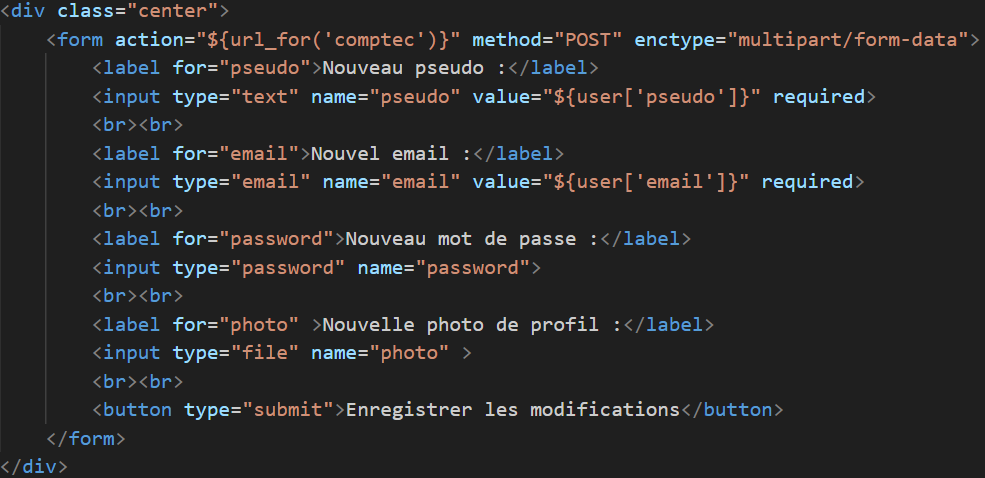 <div class="center">
    <form action="${url_for('comptec')}" method="POST" enctype="multipart/form-data">
        <label for="pseudo">Nouveau pseudo :</label>
        <input type="text" name="pseudo" value="${user['pseudo']}" required>
        <br><br>
        <label for="email">Nouvel email :</label>
        <input type="email" name="email" value="${user['email']}" required>
        <br><br>
        <label for="password">Nouveau mot de passe :</label>
        <input type="password" name="password">
        <br><br>
        <label for="photo" >Nouvelle photo de profil :</label>
        <input type="file" name="photo" >
        <br><br>
        <button type="submit">Enregistrer les modifications</button>
    </form>
</div>